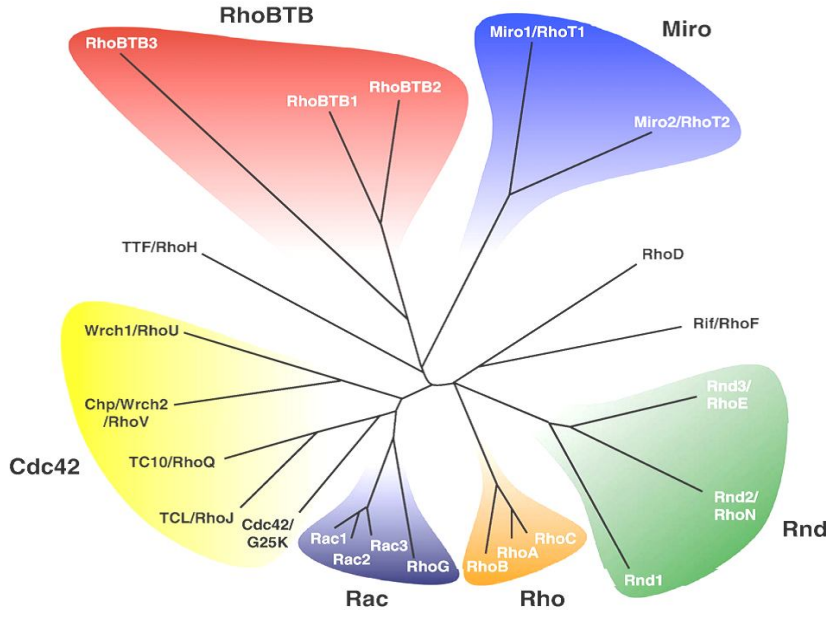 RhoBTB
Miro
RhoBTB3
Miro1/RhoT1
RhoBTB1
RhoBTB2
Miro2/RhoT2
TTF/RhoH
RhoD
Wrch1/RhoU
Rif/RhoF
Chp/Wrch2
/RhoV
Rnd3/
RhoE
Cdc42
TC10/RhoQ
TCL/RhoJ
Cdc42/
G25K
Rnd2/
RhoN
Rnd
Rac1
Rac2
Rac3
RhoG
RhoB
RhoA
RhoC
Rnd1
Rac
Rho